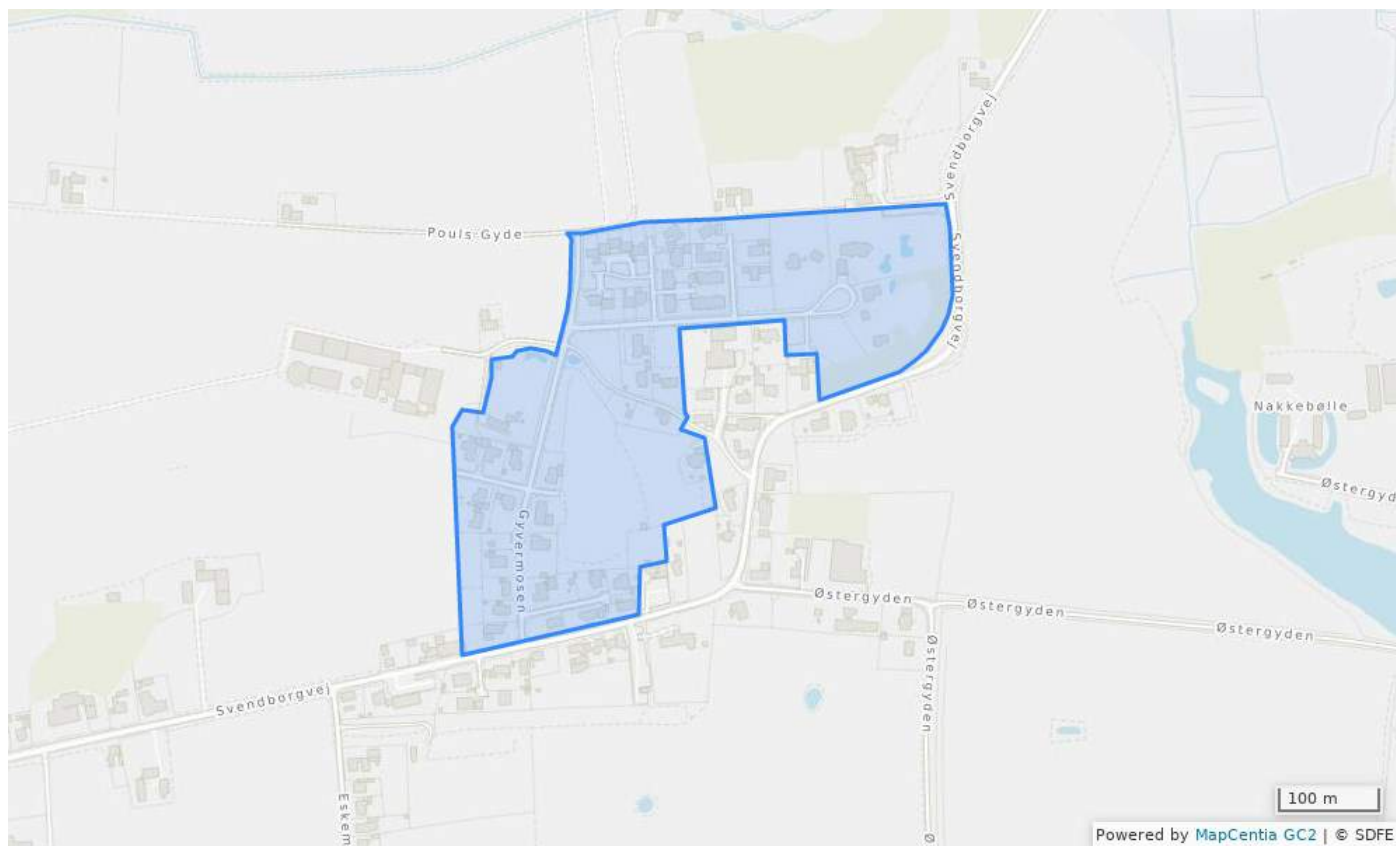 Svendborgvej
Pouls Gyde
Svendborgvej
Nakkebølle
Østergyd
Gyvermosen
Østergyden
Østergyden
Østergyden
Østergyden
Svendborgvej
Eskem
Ø
100 m
Powered by MapCentia GC2 | © SDFE